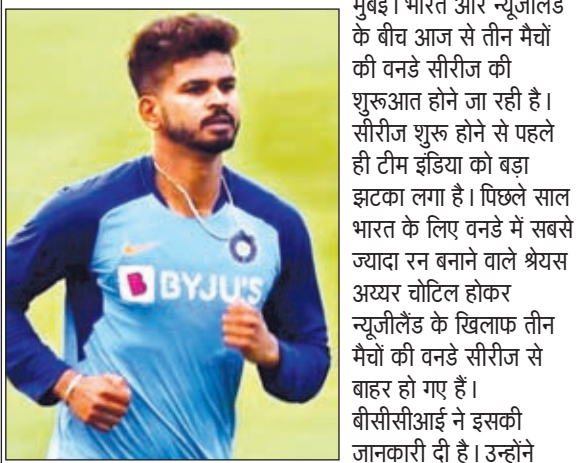 BYJU'S
मुंबई। भारत और न्यूजीलैंड
के बीच आज से तीन मैचों
की वनडे सीरीज की
शुरूआत होने जा रही है।
सीरीज शुरू होने से पहले
ही टीम इंडिया को बड़ा
झटका लगा है। पिछले साल
भारत के लिए वनडे में सबसे
ज्यादा रन बनाने वाले श्रेयस
अय्यर चोटिल होकर
न्यूजीलैंड के खिलाफ तीन
मैचों की वनडे सीरीज से
बाहर हो गए हैं।
बीसीसीआई ने इसकी
जानकारी दी है। उन्होंने